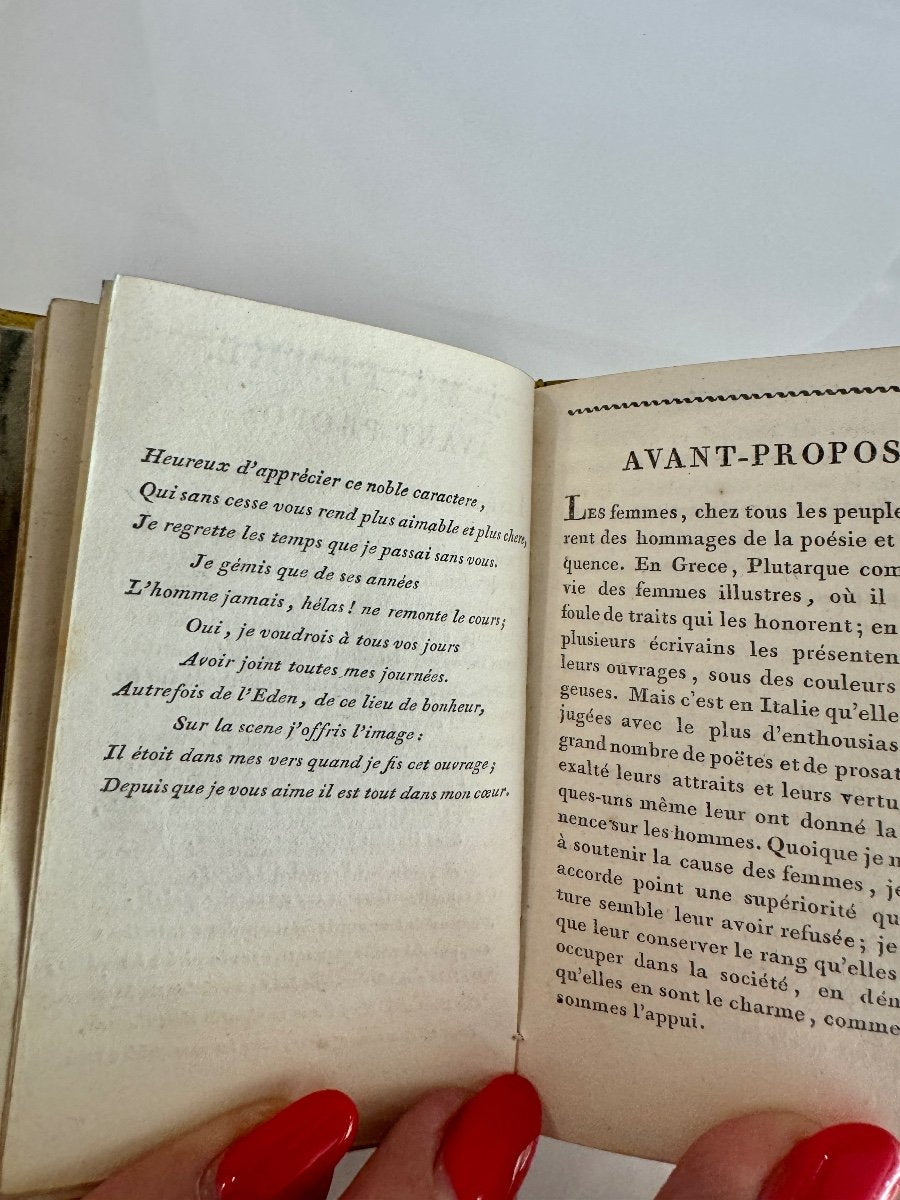 Heureux d'apprécier ce noble caractere,
Qui sans cesse vous rend plus aimable et plus chere,
Je regrette les temps que je passai sans vous.
Je gémis que de ses années
L'homme jamais, hélas! ne remonte le cours;
Oui, je voudrois à tous vos jours
Avoir joint toutes mes journées.
Autrefois de l'Eden, de ce lieu de bonheur,
Sur la scene j'offris l'image:
Il étoit dans mes vers quand je fis cet ouvrage;
Depuis que je vous aime il est tout dans mon cœur.
AVANT-PROPOS
LES femmes, chez tous les peuple
rent des hommages de la poésie et
quence. En Grece, Plutarque com
vie des femmes illustres, où il
foule de traits qui les honorent; en
plusieurs écrivains les présenten
leurs ouvrages, sous des couleurs
geuses. Mais c'est en Italie qu'elle
jugées avec le plus d'enthousias
grand nombre de poëtes et de prosat
exalté leurs attraits et leurs vertu
ques-uns même leur ont donné la
nence sur les hommes. Quoique je m
à soutenir la cause des femmes, je
accorde point une supériorité qu
ture semble leur avoir refusée; je
que leur conserver le rang qu'elles
occuper dans la société, en dém
qu'elles en sont le charme, comme
sommes l'appui.